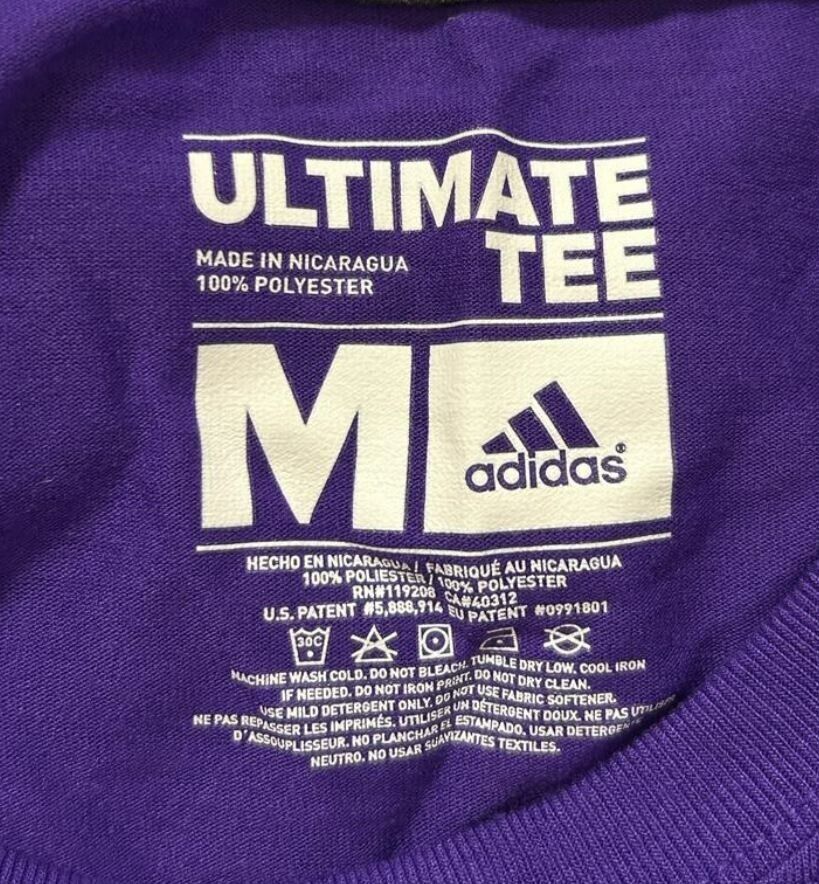 ULTIMATE
TEE
MADE IN NICARAGUA
100% POLYESTER
M
adidas®
HECHO EN NICARAGUA / FABRIQUÉ AU NICARAGUA
100% POLIESTER / 100% POLYESTER
RN#119208 CA#40312
U.S. PATENT #5,888,914 EU PATENT #0991801
30C
MACHINE WASH COLD. DO NOT BLEACH. TUMBLE DRY LOW. COOL IRON
IF NEEDED. DO NOT IRON PRINT. DO NOT DRY CLEAN.
USE MILD DETERGENT ONLY. DO NOT USE FABRIC SOFTENER.
NE PAS REPASSER LES IMPRIMÉS. UTILISER UN DÉTERGENT DOUX. NE PAS UTILISER
D'ASSOUPLISSEUR. NO PLANCHAR EL ESTAMPADO. USAR DETERGENTE
NEUTRO. NO USAR SUAVIZANTES TEXTILES.